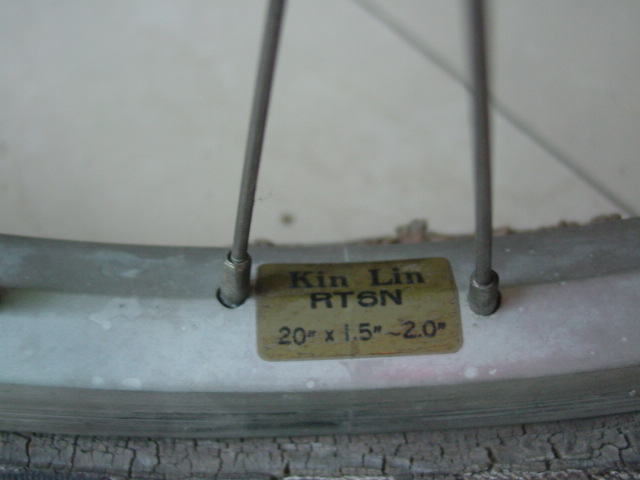 Kin Lin
RT6N
20" x 1.5" ~ 2.0"